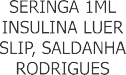 SERINGA 1ML
INSULINA LUER
SLIP, SALDANHA
RODRIGUES